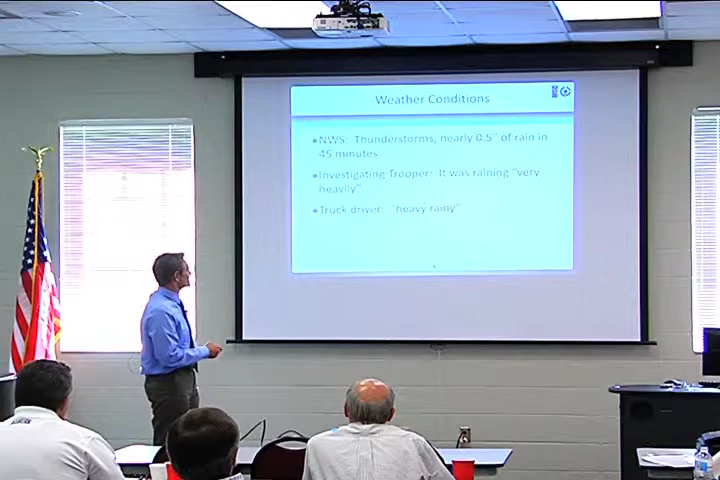 Weather Conditions
•NWS: Thunderstorms, nearly 0.5" of rain in
45 minutes
•Investigating Trooper: It was raining "very
heavily"
•Truck driver: "heavy rainy"